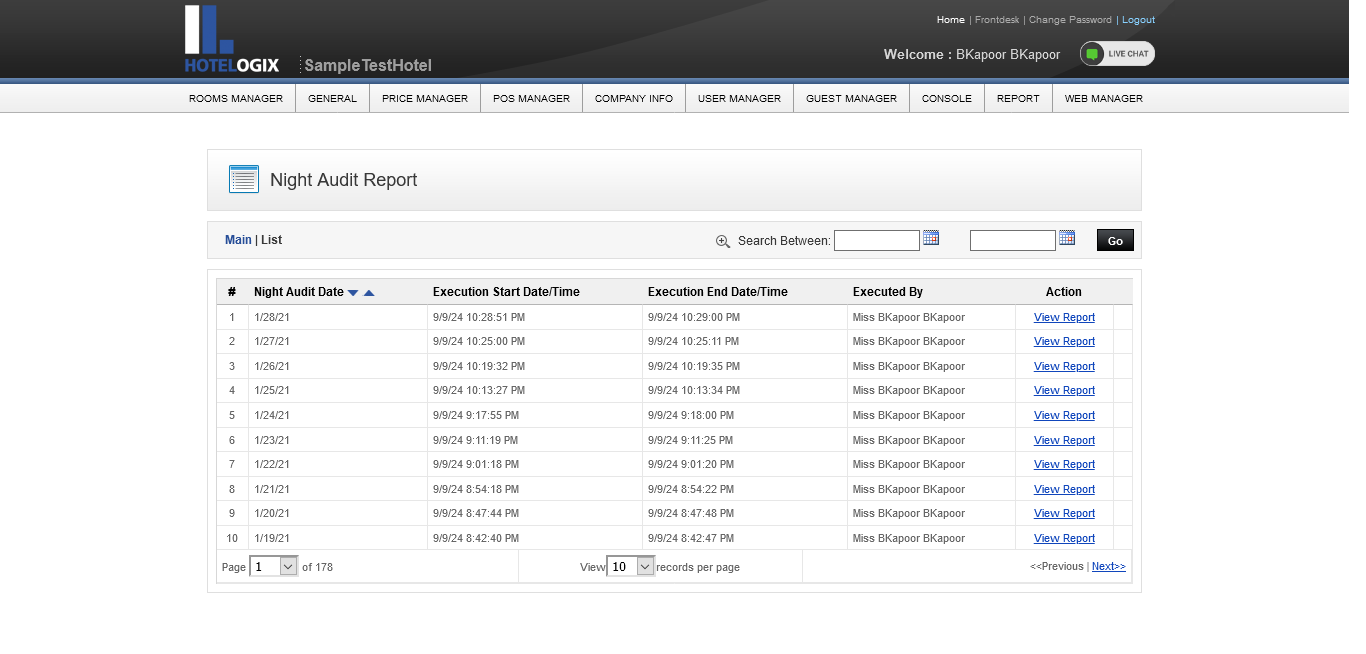 Home | Frontdesk | Change Password | Logout
Welcome : BKapoor BKapoor
LIVE CHAT
HOTELOGIX
SampleTestHotel
ROOMS MANAGER GENERAL PRICE MANAGER POS MANAGER COMPANY INFO USER MANAGER GUEST MANAGER CONSOLE REPORT WEB MANAGER
Night Audit Report
Main | List Search Between: Go
# Night Audit Date Execution Start Date/Time Execution End Date/Time Executed By Action
1 1/28/21 9/9/24 10:28:51 PM 9/9/24 10:29:00 PM Miss BKapoor BKapoor View Report
2 1/27/21 9/9/24 10:25:00 PM 9/9/24 10:25:11 PM Miss BKapoor BKapoor View Report
3 1/26/21 9/9/24 10:19:32 PM 9/9/24 10:19:35 PM Miss BKapoor BKapoor View Report
4 1/25/21 9/9/24 10:13:27 PM 9/9/24 10:13:34 PM Miss BKapoor BKapoor View Report
5 1/24/21 9/9/24 9:17:55 PM 9/9/24 9:18:00 PM Miss BKapoor BKapoor View Report
6 1/23/21 9/9/24 9:11:19 PM 9/9/24 9:11:25 PM Miss BKapoor BKapoor View Report
7 1/22/21 9/9/24 9:01:18 PM 9/9/24 9:01:20 PM Miss BKapoor BKapoor View Report
8 1/21/21 9/9/24 8:54:18 PM 9/9/24 8:54:22 PM Miss BKapoor BKapoor View Report
9 1/20/21 9/9/24 8:47:44 PM 9/9/24 8:47:48 PM Miss BKapoor BKapoor View Report
10 1/19/21 9/9/24 8:42:40 PM 9/9/24 8:42:47 PM Miss BKapoor BKapoor View Report
Page 1 of 178 View 10 records per page <<Previous | Next>>